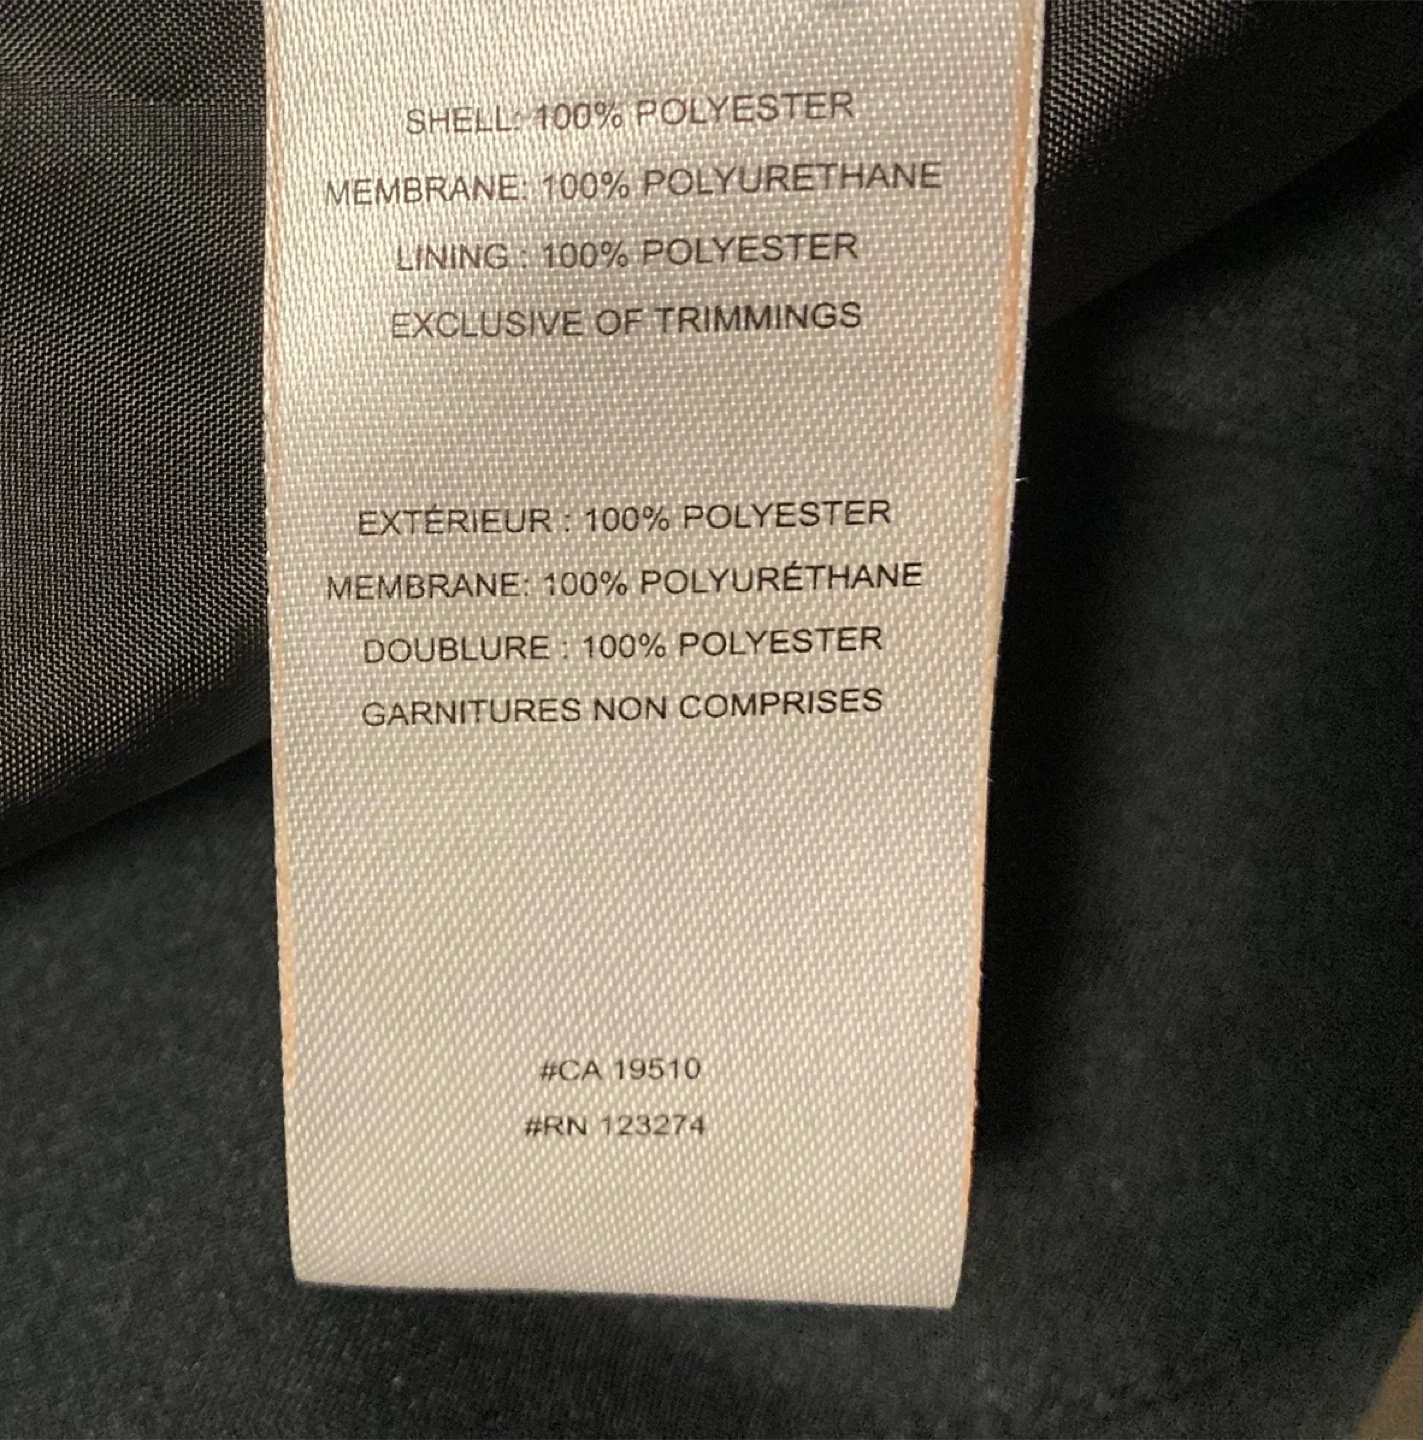 SHELL: 100% POLYESTER
MEMBRANE: 100% POLYURETHANE
LINING : 100% POLYESTER
EXCLUSIVE OF TRIMMINGS
EXTÉRIEUR : 100% POLYESTER
MEMBRANE: 100% POLYURÉTHANE
DOUBLURE : 100% POLYESTER
GARNITURES NON COMPRISES
#CA 19510
#RN 123274